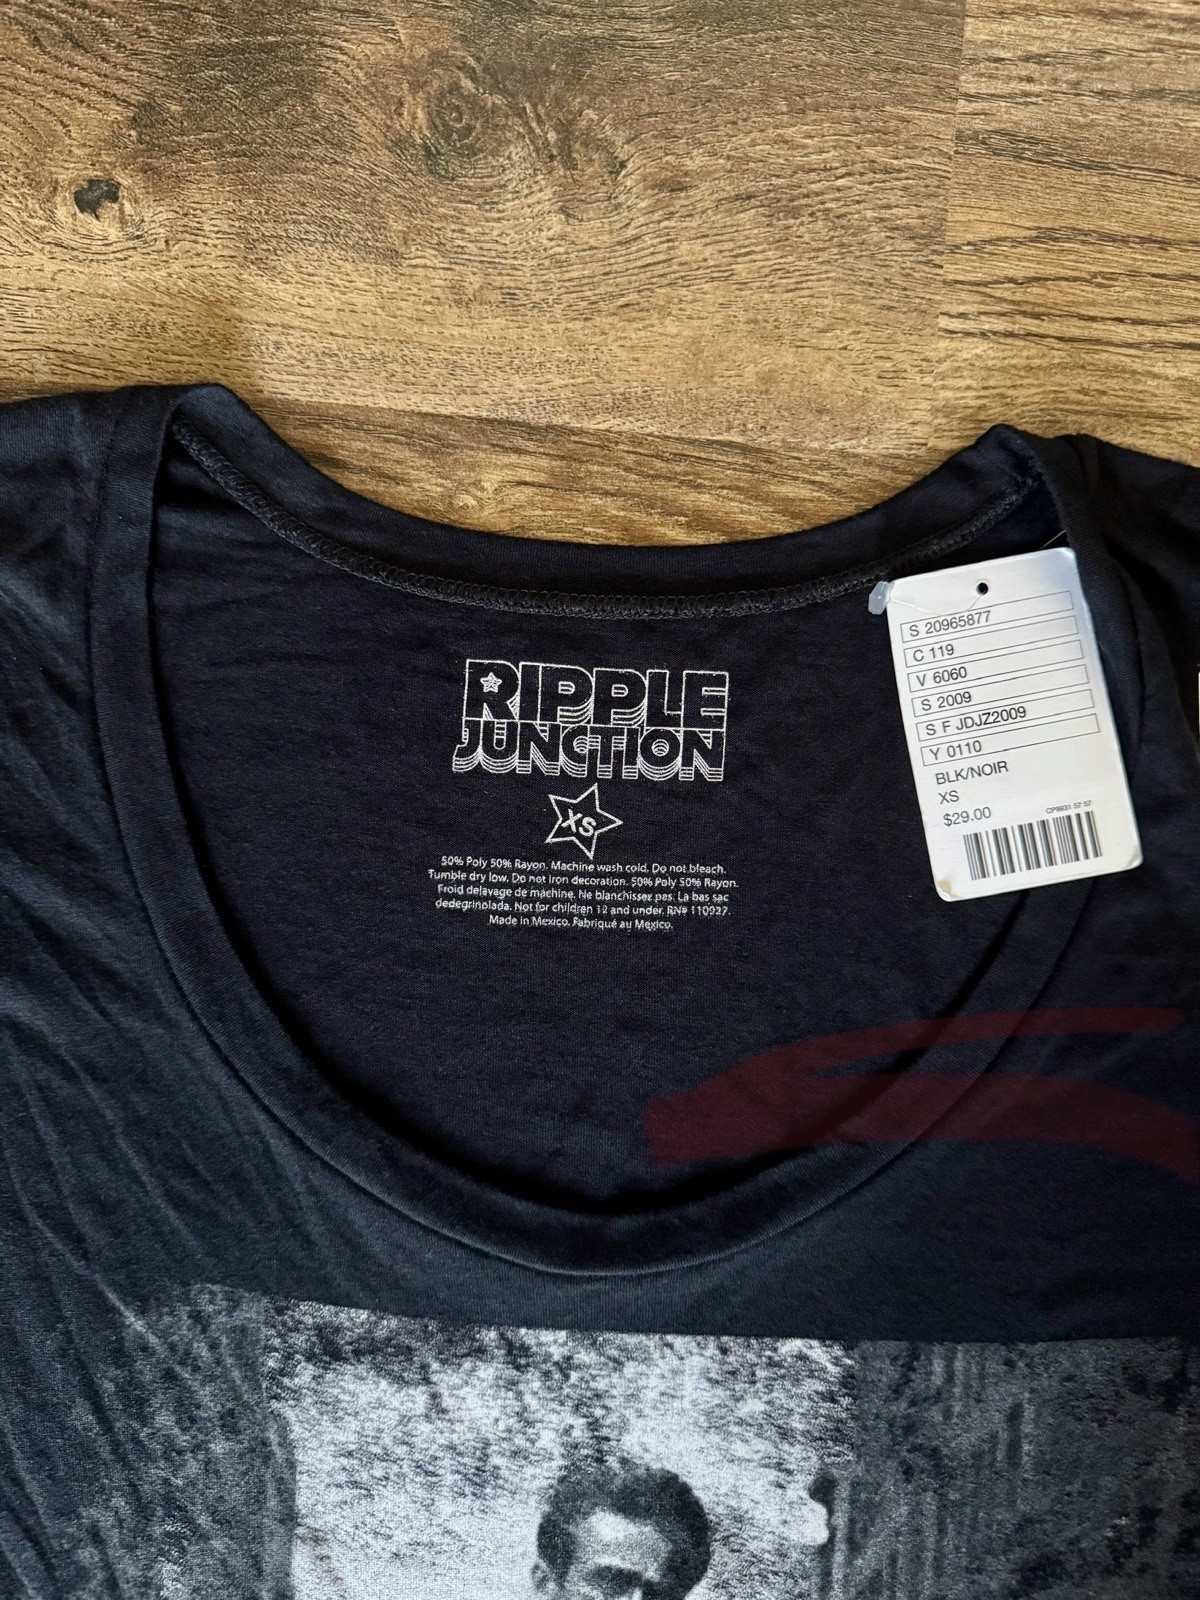 RIPPLE
JUNCTION
XS
50% Poly 50% Rayon. Machine wash cold. Do not bleach.
Tumble dry low. Do not iron decoration. 50% Poly 50% Rayon.
Froid delavage de machine. Ne blanchissez pas. La bas sac
dedegrinolada. Not for children 12 and under. RN# 110927.
Made in Mexico. Fabriqué au Mexico.
S 20965877
C 119
V 6060
S 2009
S F JDJZ2009
Y 0110
BLK/NOIR
XS
$29.00
CP9931 57 57